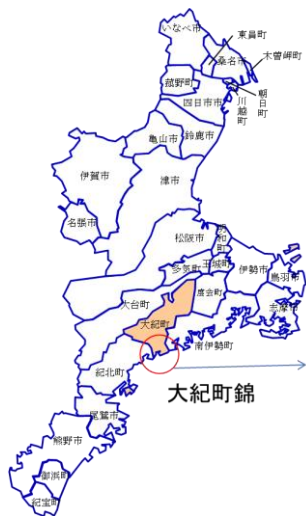 いなべ市
東員町
桑名市
木曽岬町
菰野町
四日市市
朝日町
川越町
亀山市
鈴鹿市
伊賀市
津市
名張市
松阪市
明和町
多気町
玉城町
伊勢市
鳥羽市
志摩市
大台町
度会町
大紀町
南伊勢町
紀北町
大紀町錦
尾鷲市
熊野市
御浜町
紀宝町